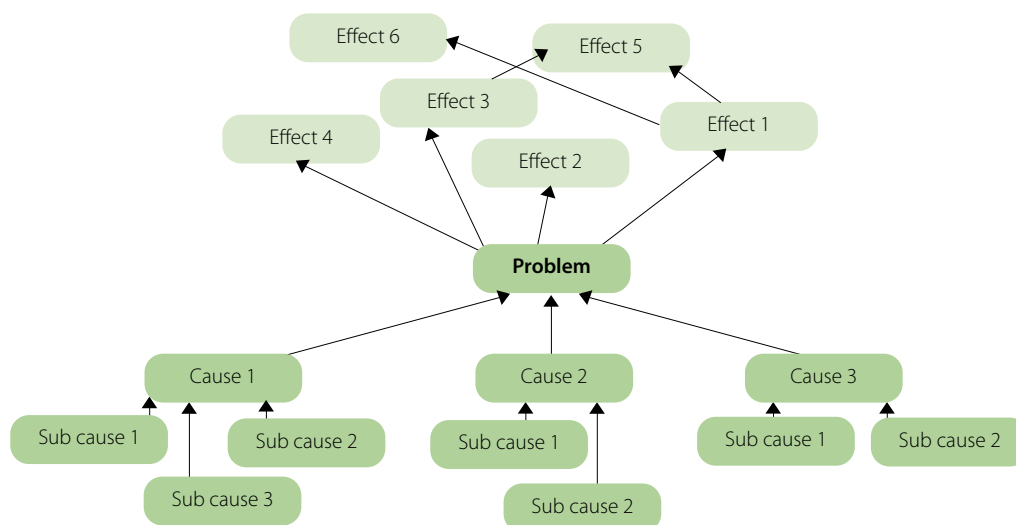 Effect 6
Effect 5
Effect 3
Effect 1
Effect 4
Effect 2
Problem
Cause 1
Cause 2
Cause 3
Sub cause 1
Sub cause 2
Sub cause 1
Sub cause 1
Sub cause 2
Sub cause 3
Sub cause 2